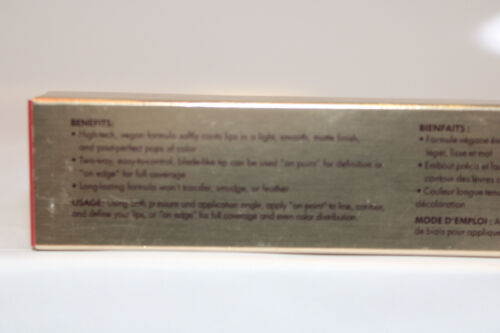 BENEFITS:
• High-tech, vegan formula softly coats lips in a light, smooth, matte finish,
and post-perfect pops of color
• Two-way, easy-to-control, blade-like tip can be used "on point" for definition or
"on edge" for full coverage
• Long-lasting formula won't transfer, smudge, or feather
USAGE: Using both pressure and application angle, apply "on point" to line, contour,
and define your lips, or "on edge" for full coverage and even color distribution.
BIENFAITS :
• Formule végane
léger, lisse et mat
• Embout précis et
contour des lèvres
• Couleur longue
décoloration
MODE D'EMPLOI :
de biais pour